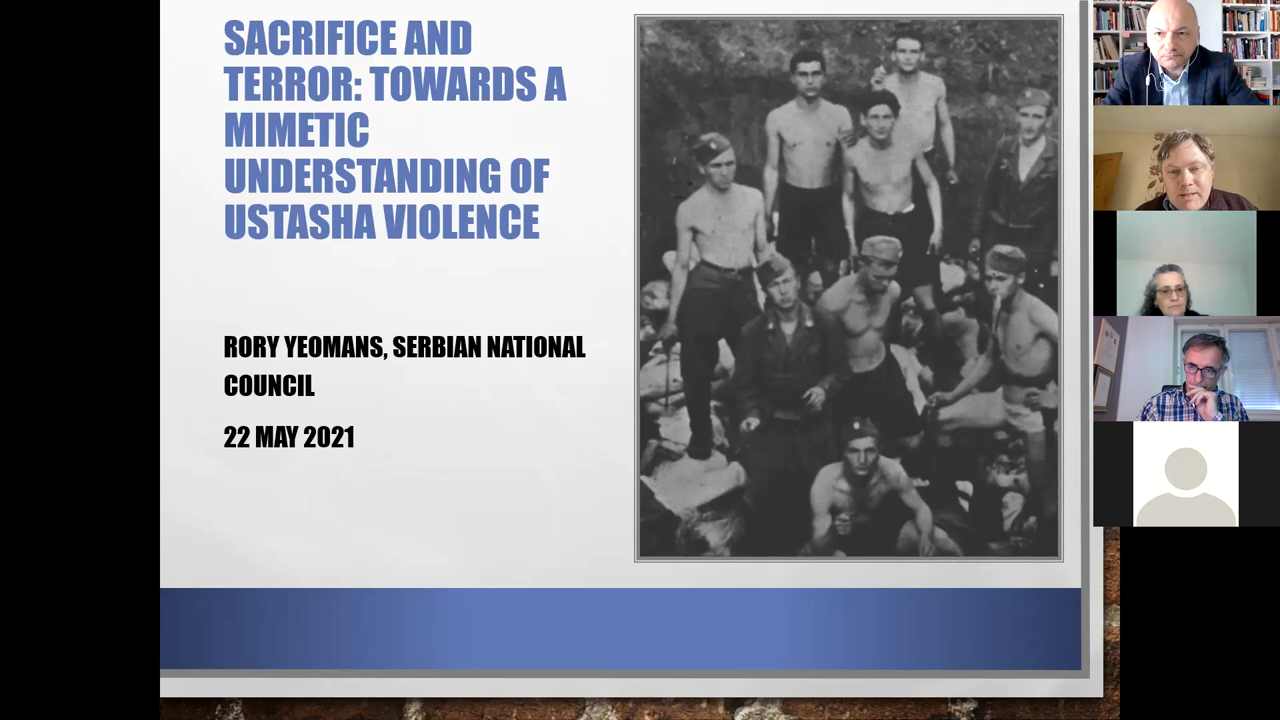 SACRIFICE AND
TERROR: TOWARDS A
MIMETIC
UNDERSTANDING OF
USTASHA VIOLENCE
RORY YEOMANS, SERBIAN NATIONAL
COUNCIL
22 MAY 2021